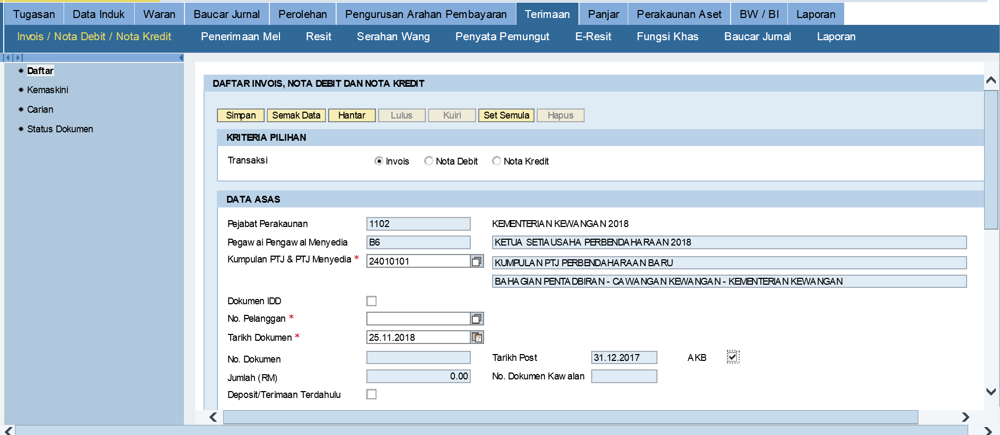 Tugasan Data Induk Waran Baucar Jurnal Perolehan Pengurusan Arahan Pembayaran Terimaan Panjar Perakaunan Aset BW / BI Laporan
Invois / Nota Debit / Nota Kredit Penerimaan Mel Resit Serahan Wang Penyata Pemungut E-Resit Fungsi Khas Baucar Jurnal Laporan
Daftar
Kemaskini
Carian
Status Dokumen
DAFTAR INVOIS, NOTA DEBIT DAN NOTA KREDIT
Simpan Semak Data Hantar Lulus Kuiri Set Semula Hapus
KRITERIA PILIHAN
Transaksi Invois Nota Debit Nota Kredit
DATA ASAS
Pejabat Perakaunan 1102 KEMENTERIAN KEWANGAN 2018
Pegawai Pengawal Menyedia B6 KETUA SETIAUSAHA PERBENDAHARAAN 2018
Kumpulan PTJ & PTJ Menyedia * 24010101 KUMPULAN PTJ PERBENDAHARAAN BARU
BAHAGIAN PENTADBIRAN - CAWANGAN KEWANGAN - KEMENTERIAN KEWANGAN
Dokumen IDD
No. Pelanggan *
Tarikh Dokumen * 25.11.2018
No. Dokumen Tarikh Post 31.12.2017 AKB
Jumlah (RM) 0.00 No. Dokumen Kawalan
Deposit/Terimaan Terdahulu